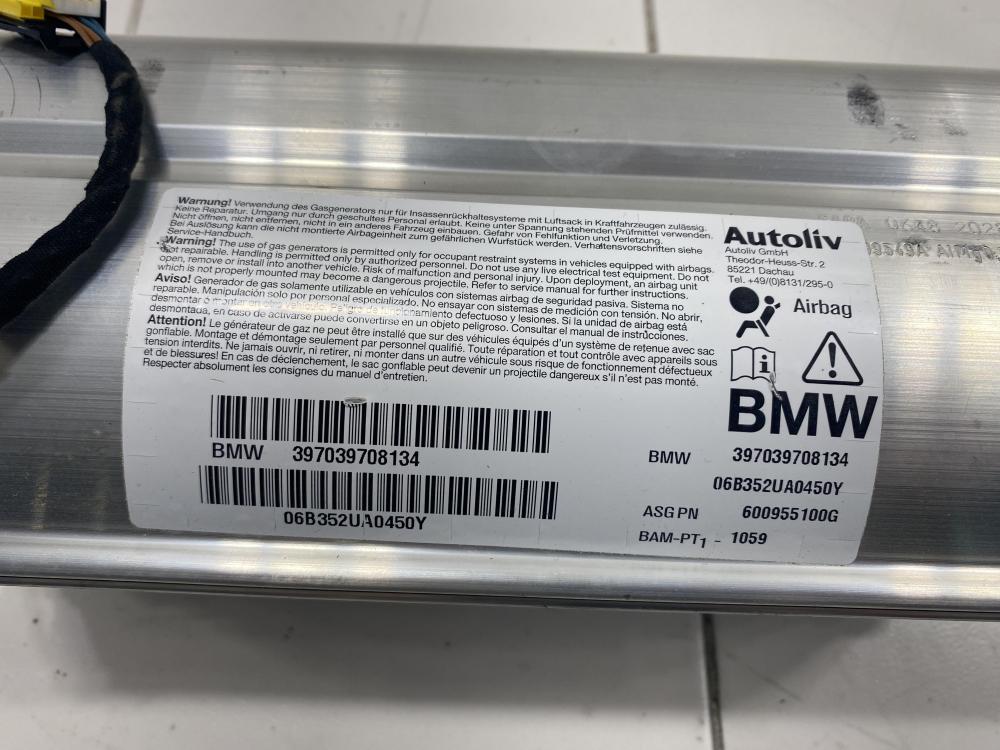 Warnung! Verwendung des Gasgenerators nur für Insassenrückhaltesysteme mit Luftsack in Kraftfahrzeugen zulässig.
Keine Reparatur. Umgang nur durch geschultes Personal erlaubt. Keine unter Spannung stehenden Prüfmittel verwenden.
Nicht öffnen, nicht entfernen, nicht in ein anderes Fahrzeug einbauen. Gefahr von Fehlfunktion und Verletzung.
Bei Auslösung kann die nicht montierte Airbageinheit zum gefährlichen Wurfstück werden. Verhaltensvorschriften siehe
Service-Handbuch.
Warning! The use of gas generators is permitted only for occupant restraint systems in vehicles equipped with airbags.
Not repairable. Handling is permitted only by authorized personnel. Do not use any live electrical test equipment. Do not
open, remove or install into another vehicle. Risk of malfunction and personal injury. Upon deployment, an airbag unit
which is not properly mounted may become a dangerous projectile. Refer to service manual for further instructions.
Aviso! Generador de gas solamente utilizable en vehículos con sistemas airbag de seguridad pasiva. Sistema no
reparable. Manipulación solo por personal especializado. No ensayar con sistemas de medición con tensión. No abrir,
desmontar o montar en otro vehículo. Peligro de funcionamiento defectuoso y lesiones. Si la unidad de airbag está
desmontada, en caso de activarse puede convertirse en un objeto peligroso. Consultar el manual de instrucciones.
Attention! Le générateur de gaz ne peut être installé que sur des véhicules équipés d'un système de retenue avec sac
gonflable. Montage et démontage seulement par personnel qualifié. Toute réparation et tout contrôle avec appareils sous
tension interdits. Ne jamais ouvrir, ni retirer, ni monter dans un autre véhicule sous risque de fonctionnement défectueux
et de blessures! En cas de déclenchement, le sac gonflable peut devenir un projectile dangereux s'il n'est pas monté.
Respecter absolument les consignes du manuel d'entretien.
Autoliv
Autoliv GmbH
Theodor-Heuss-Str. 2
85221 Dachau
Tel. +49/(0)8131/295-0
Airbag
i
BMW
BMW 397039708134
06B352UA0450Y
BMW 397039708134
06B352UA0450Y
ASG PN 600955100G
BAM-PT1 - 1059